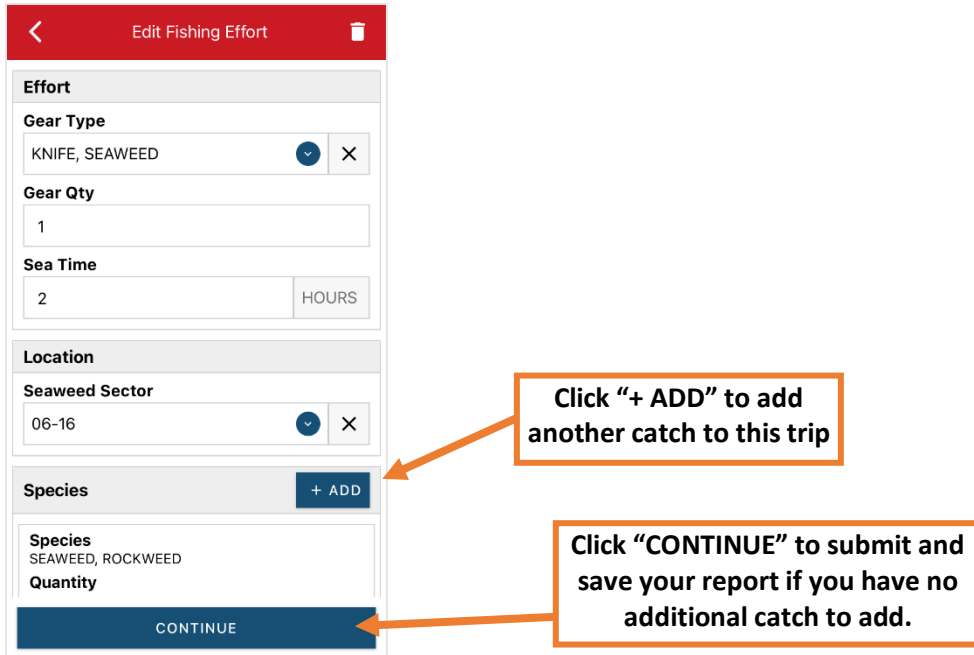 Edit Fishing Effort
Effort
Gear Type
KNIFE, SEAWEED
Gear Qty
1
Sea Time
2 HOURS
Location
Seaweed Sector
06-16
Species + ADD
Species
SEAWEED, ROCKWEED
Quantity
CONTINUE
Click “+ ADD” to add
another catch to this trip
Click “CONTINUE” to submit and
save your report if you have no
additional catch to add.